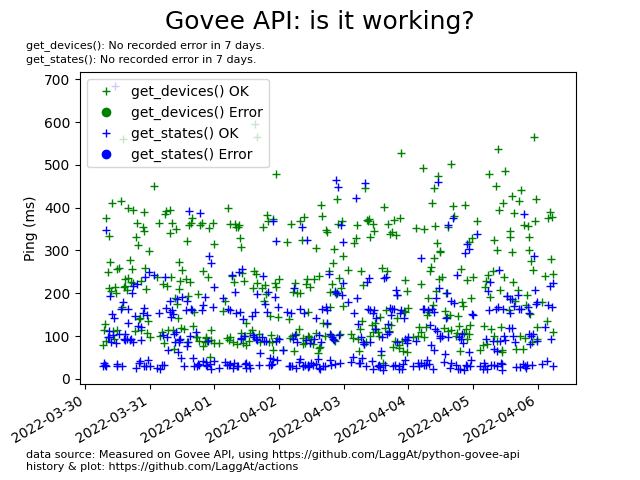 Govee API: is it working?
get_devices(): No recorded error in 7 days.
get_states(): No recorded error in 7 days.
700
600
500
400
300
200
100
0
Ping (ms)
get_devices() OK
get_devices() Error
get_states() OK
get_states() Error
2022-03-30
2022-03-31
2022-04-01
2022-04-02
2022-04-03
2022-04-04
2022-04-05
2022-04-06
data source: Measured on Govee API, using https://github.com/LaggAt/python-govee-api
history & plot: https://github.com/LaggAt/actions